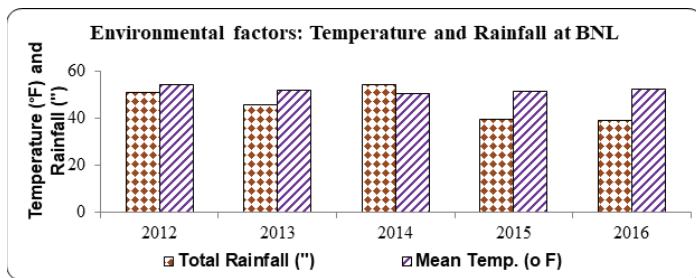 Environmental factors: Temperature and Rainfall at BNL
Temperature (°F) and
Rainfall (")
60
40
20
0
2012 2013 2014 2015 2016
Total Rainfall (") Mean Temp. (o F)